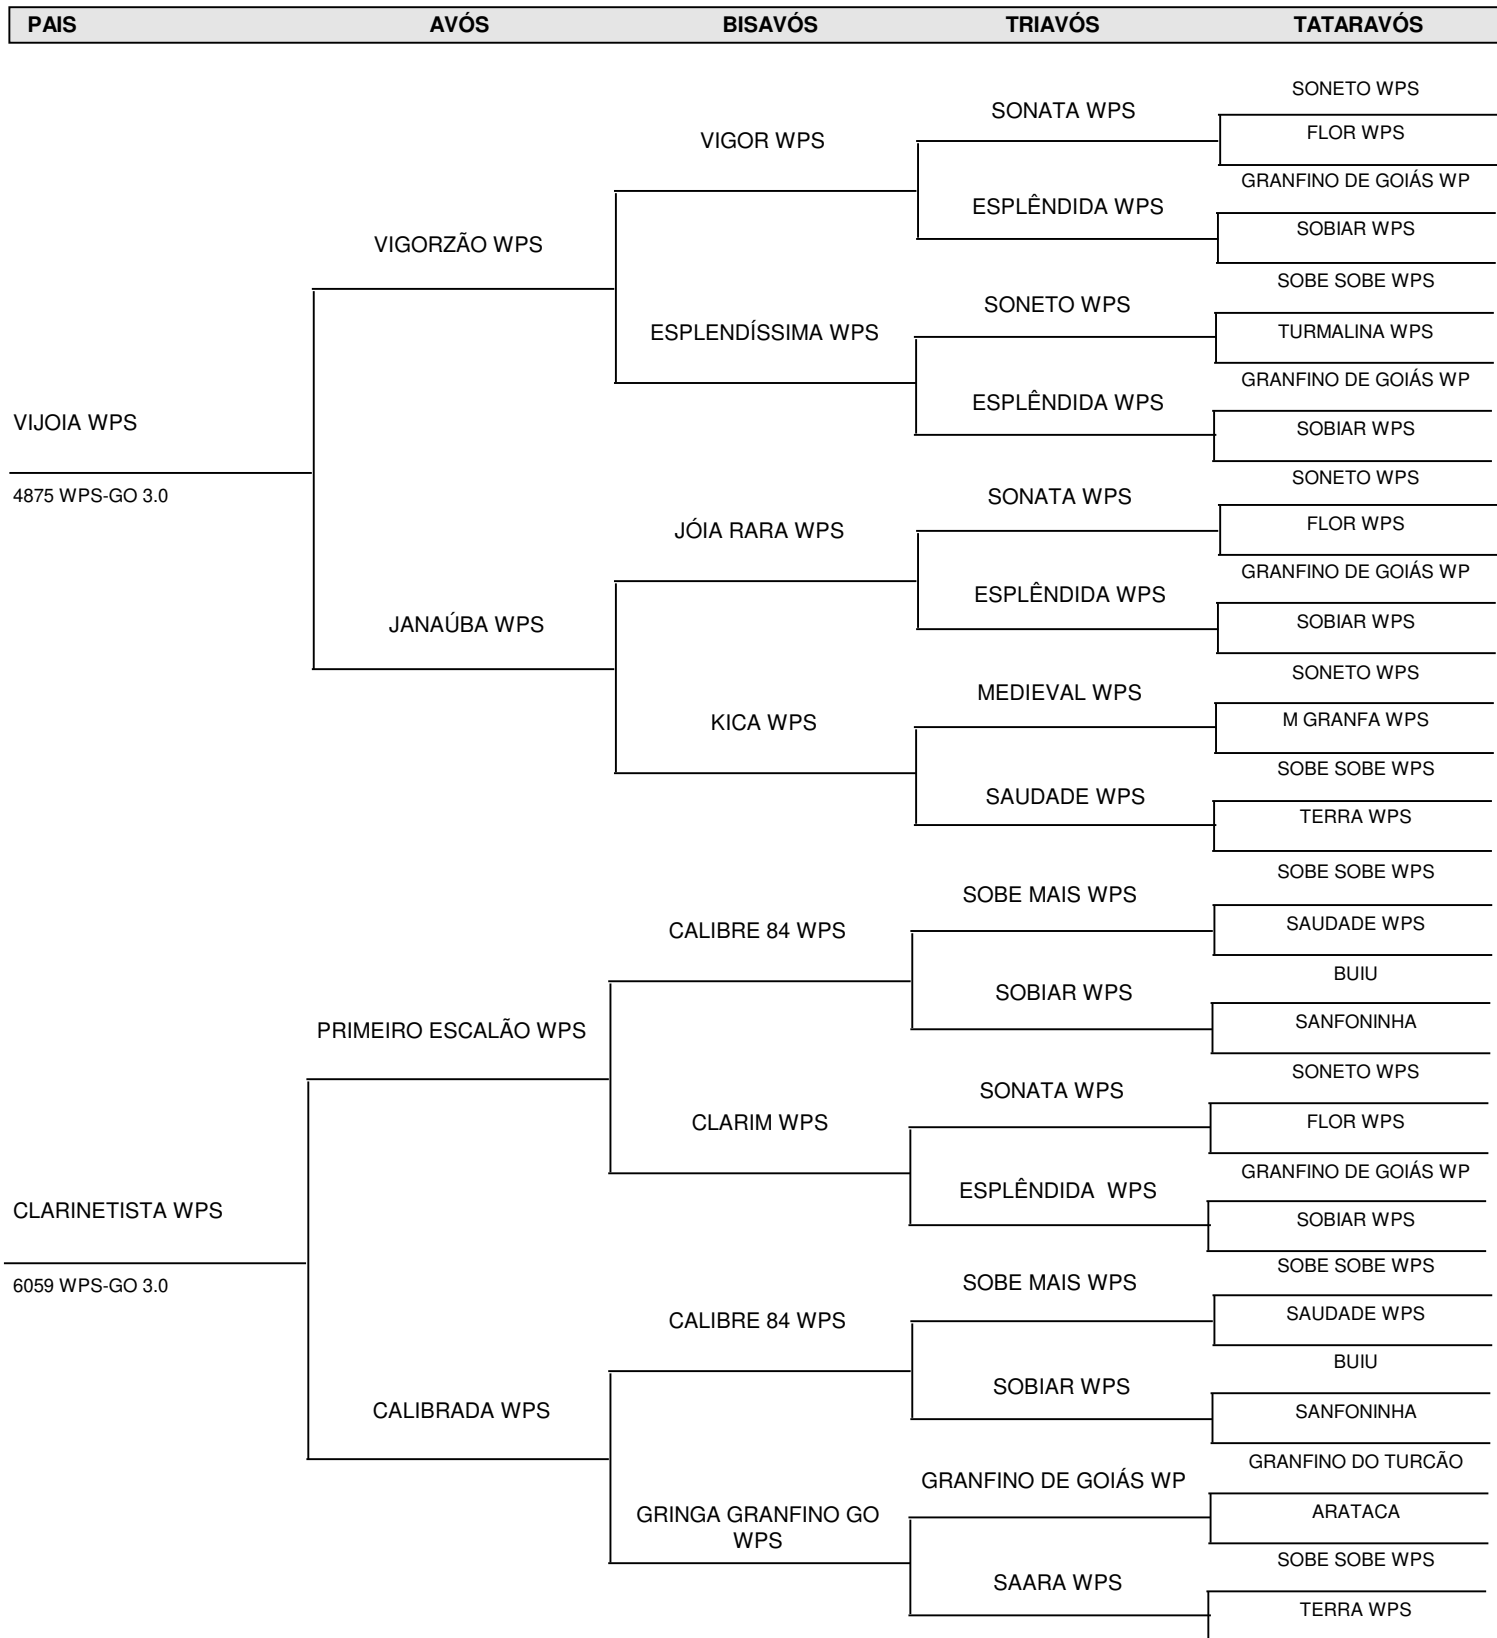 PAIS AVÓS BISAVÓS TRIAVÓS TATARAVÓS
SONETO WPS
SONATA WPS
FLOR WPS
VIGOR WPS
GRANFINO DE GOIÁS WP
ESPLÊNDIDA WPS
SOBIAR WPS
VIGORZÃO WPS
SOBE SOBE WPS
SONETO WPS
TURMALINA WPS
ESPLENDÍSSIMA WPS
GRANFINO DE GOIÁS WP
ESPLÊNDIDA WPS
SOBIAR WPS
VIJOIA WPS
4875 WPS-GO 3.0
SONETO WPS
SONATA WPS
FLOR WPS
JÓIA RARA WPS
GRANFINO DE GOIÁS WP
ESPLÊNDIDA WPS
SOBIAR WPS
JANAÚBA WPS
SONETO WPS
MEDIEVAL WPS
M GRANFA WPS
KICA WPS
SOBE SOBE WPS
SAUDADE WPS
TERRA WPS
SOBE SOBE WPS
SOBE MAIS WPS
SAUDADE WPS
CALIBRE 84 WPS
BUIU
SOBIAR WPS
SANFONINHA
PRIMEIRO ESCALÃO WPS
SONETO WPS
SONATA WPS
FLOR WPS
CLARIM WPS
GRANFINO DE GOIÁS WP
ESPLÊNDIDA  WPS
SOBIAR WPS
CLARINETISTA WPS
6059 WPS-GO 3.0
SOBE SOBE WPS
SOBE MAIS WPS
SAUDADE WPS
CALIBRE 84 WPS
BUIU
SOBIAR WPS
SANFONINHA
CALIBRADA WPS
GRANFINO DO TURCÃO
GRANFINO DE GOIÁS WP
ARATACA
GRINGA GRANFINO GO
WPS
SOBE SOBE WPS
SAARA WPS
TERRA WPS